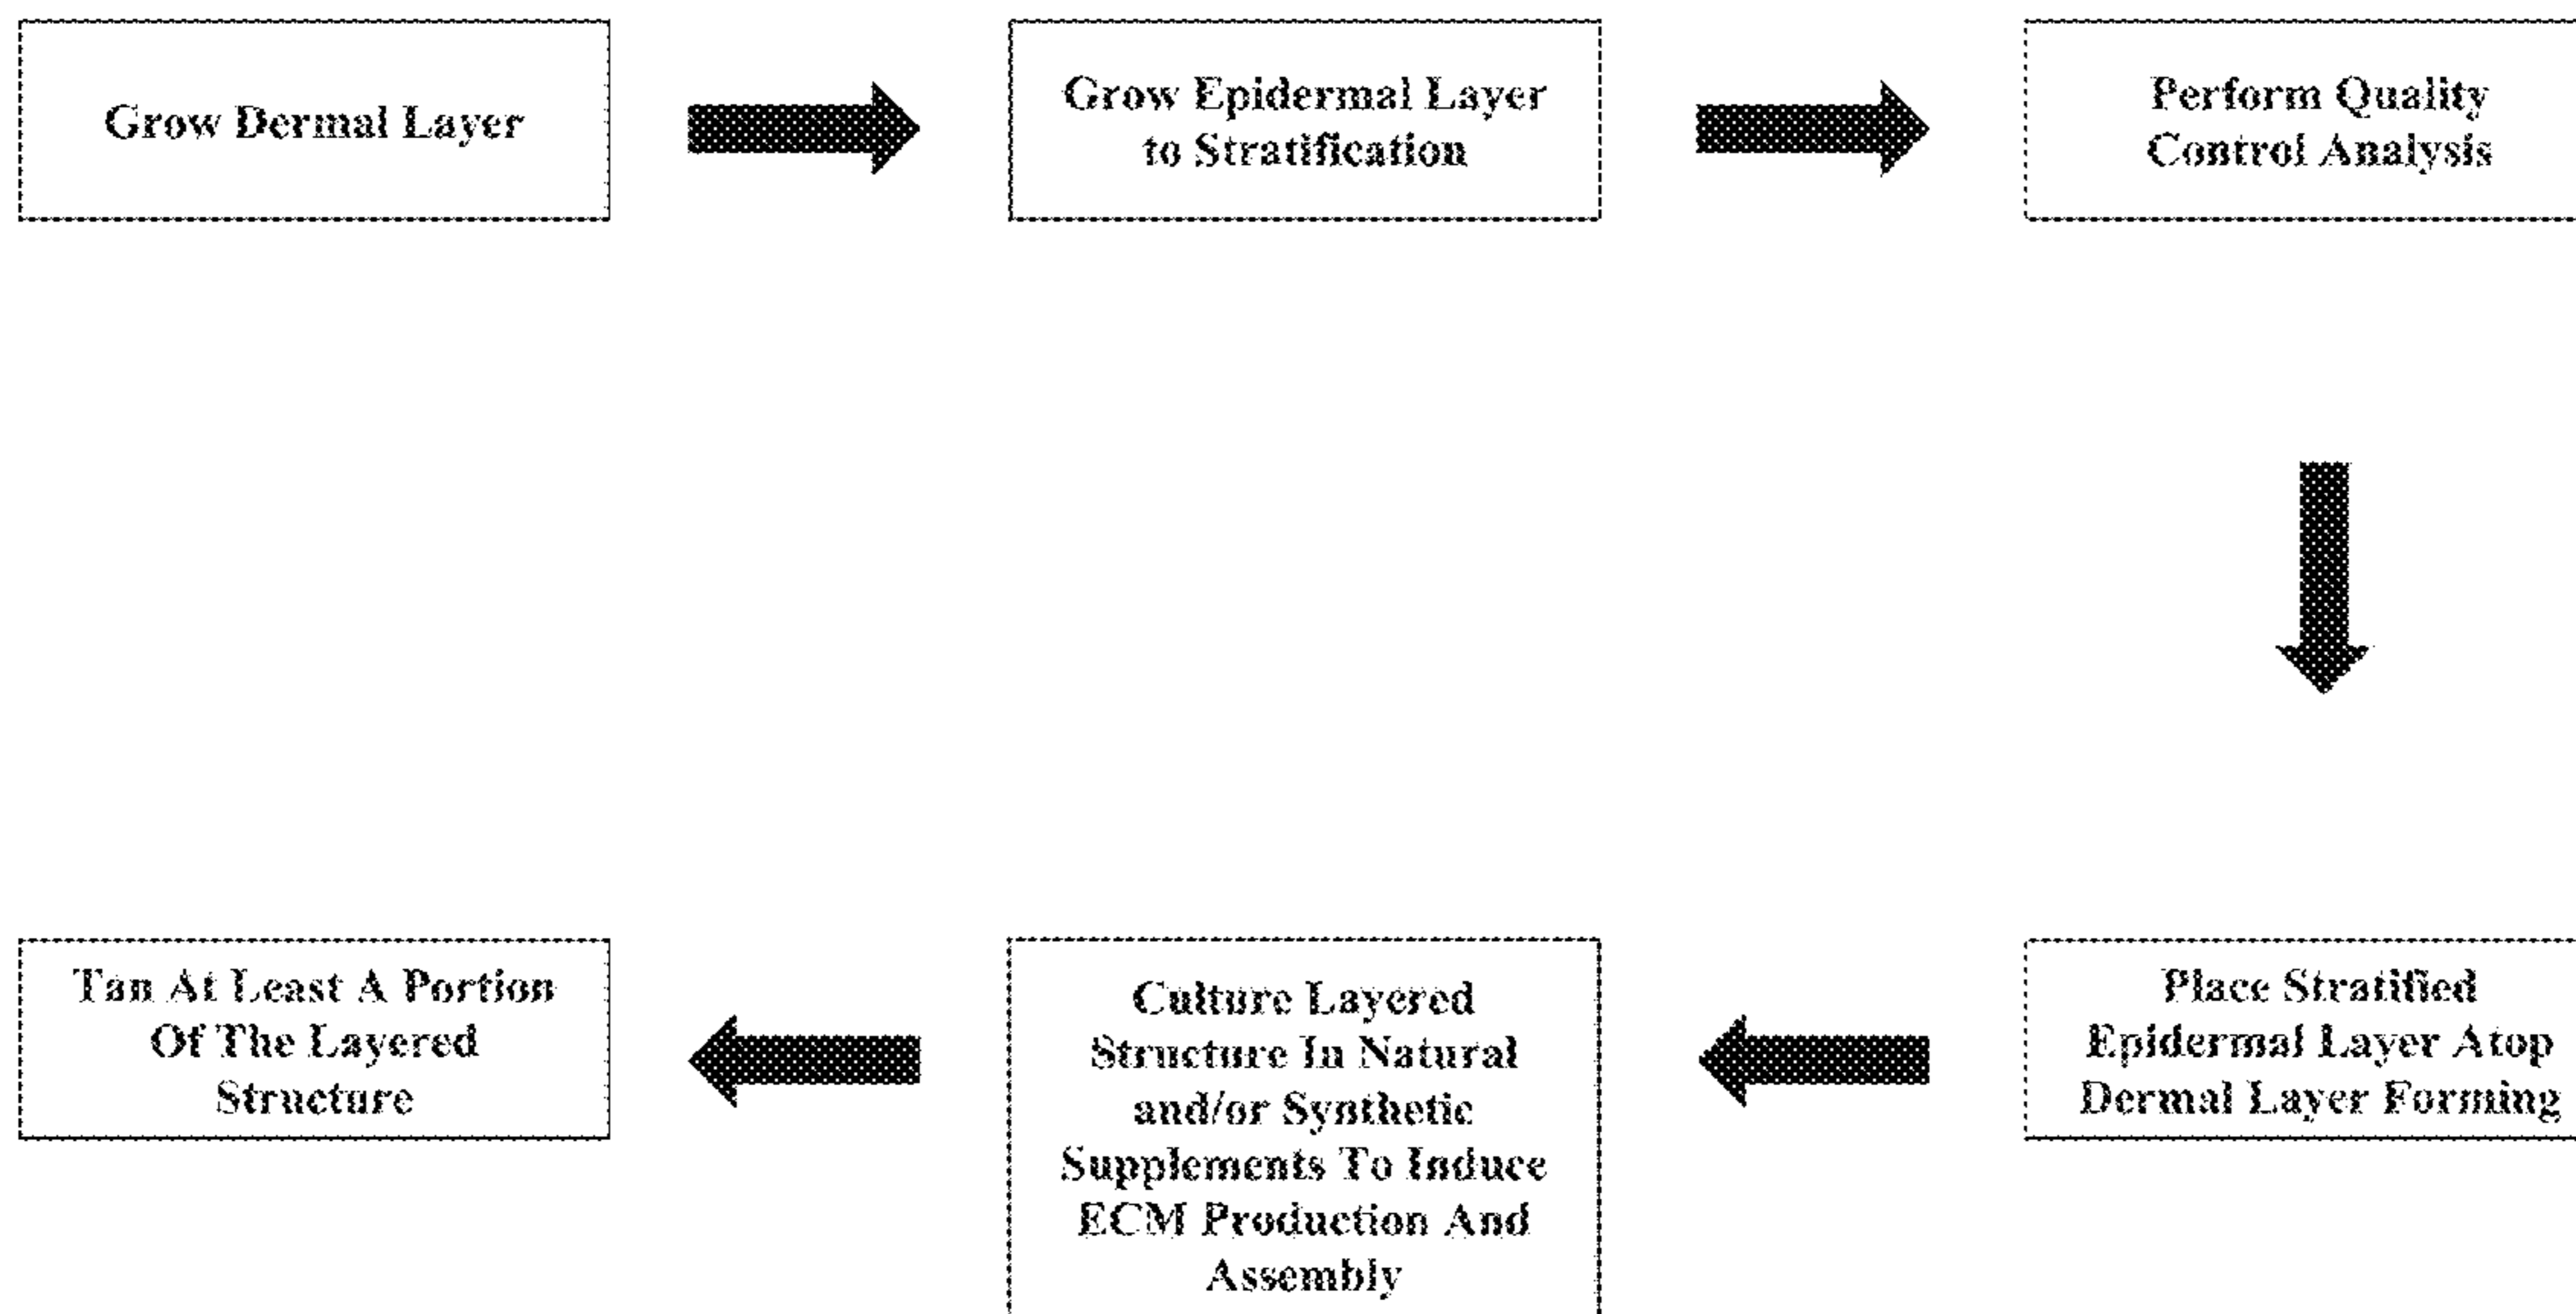 Grow Dermal Layer
Grow Epidermal Layer
to Stratification
Perform Quality
Control Analysis
Place Stratified
Epidermal Layer Atop
Dermal Layer Forming
Culture Layered
Structure In Natural
and/or Synthetic
Supplements To Induce
ECM Production And
Assembly
Tan At Least A Portion
Of The Layered
Structure